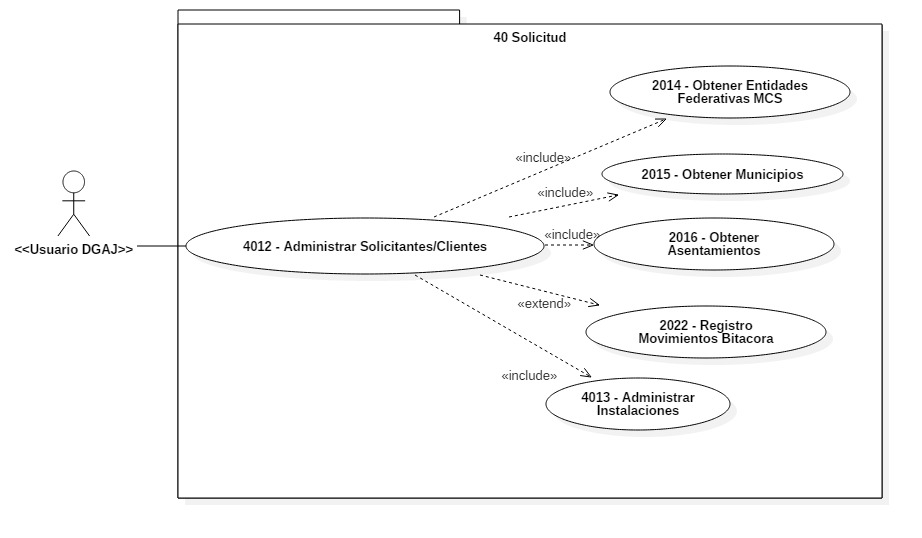 40 Solicitud
2014 - Obtener Entidades
Federativas MCS
«include»
2015 - Obtener Municipios
«include»
«include»
2016 - Obtener
Asentamientos
<<Usuario DGAJ>>
4012 - Administrar Solicitantes/Clientes
«extend»
2022 - Registro
Movimientos Bitacora
«include»
4013 - Administrar
Instalaciones